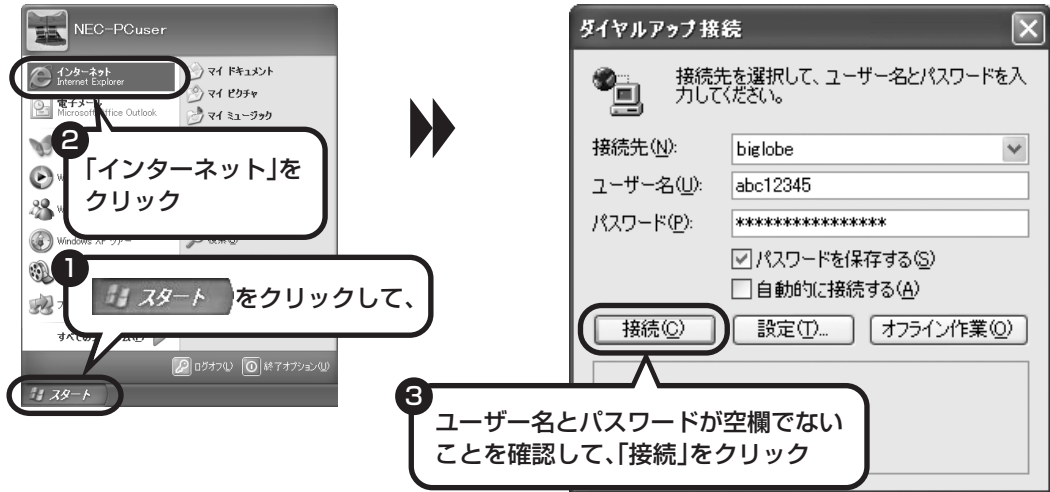 NEC-PCuser
インターネット
Internet Explorer
電子メール
Microsoft Office Outlook
マイ ドキュメント
マイ ピクチャ
マイ ミュージック
2
「インターネット」を
クリック
Windows XP ツアー
検索(S)
1
スタート をクリックして、
ログオフ(L) 終了オプション(U)
スタート
ダイヤルアップ接続
接続先を選択して、ユーザー名とパスワードを入
力してください。
接続先(N): biglobe
ユーザー名(U): abc12345
パスワード(P): ****************
パスワードを保存する(S)
自動的に接続する(A)
接続(C) 設定(T)... オフライン作業(O)
3
ユーザー名とパスワードが空欄でない
ことを確認して、「接続」をクリック